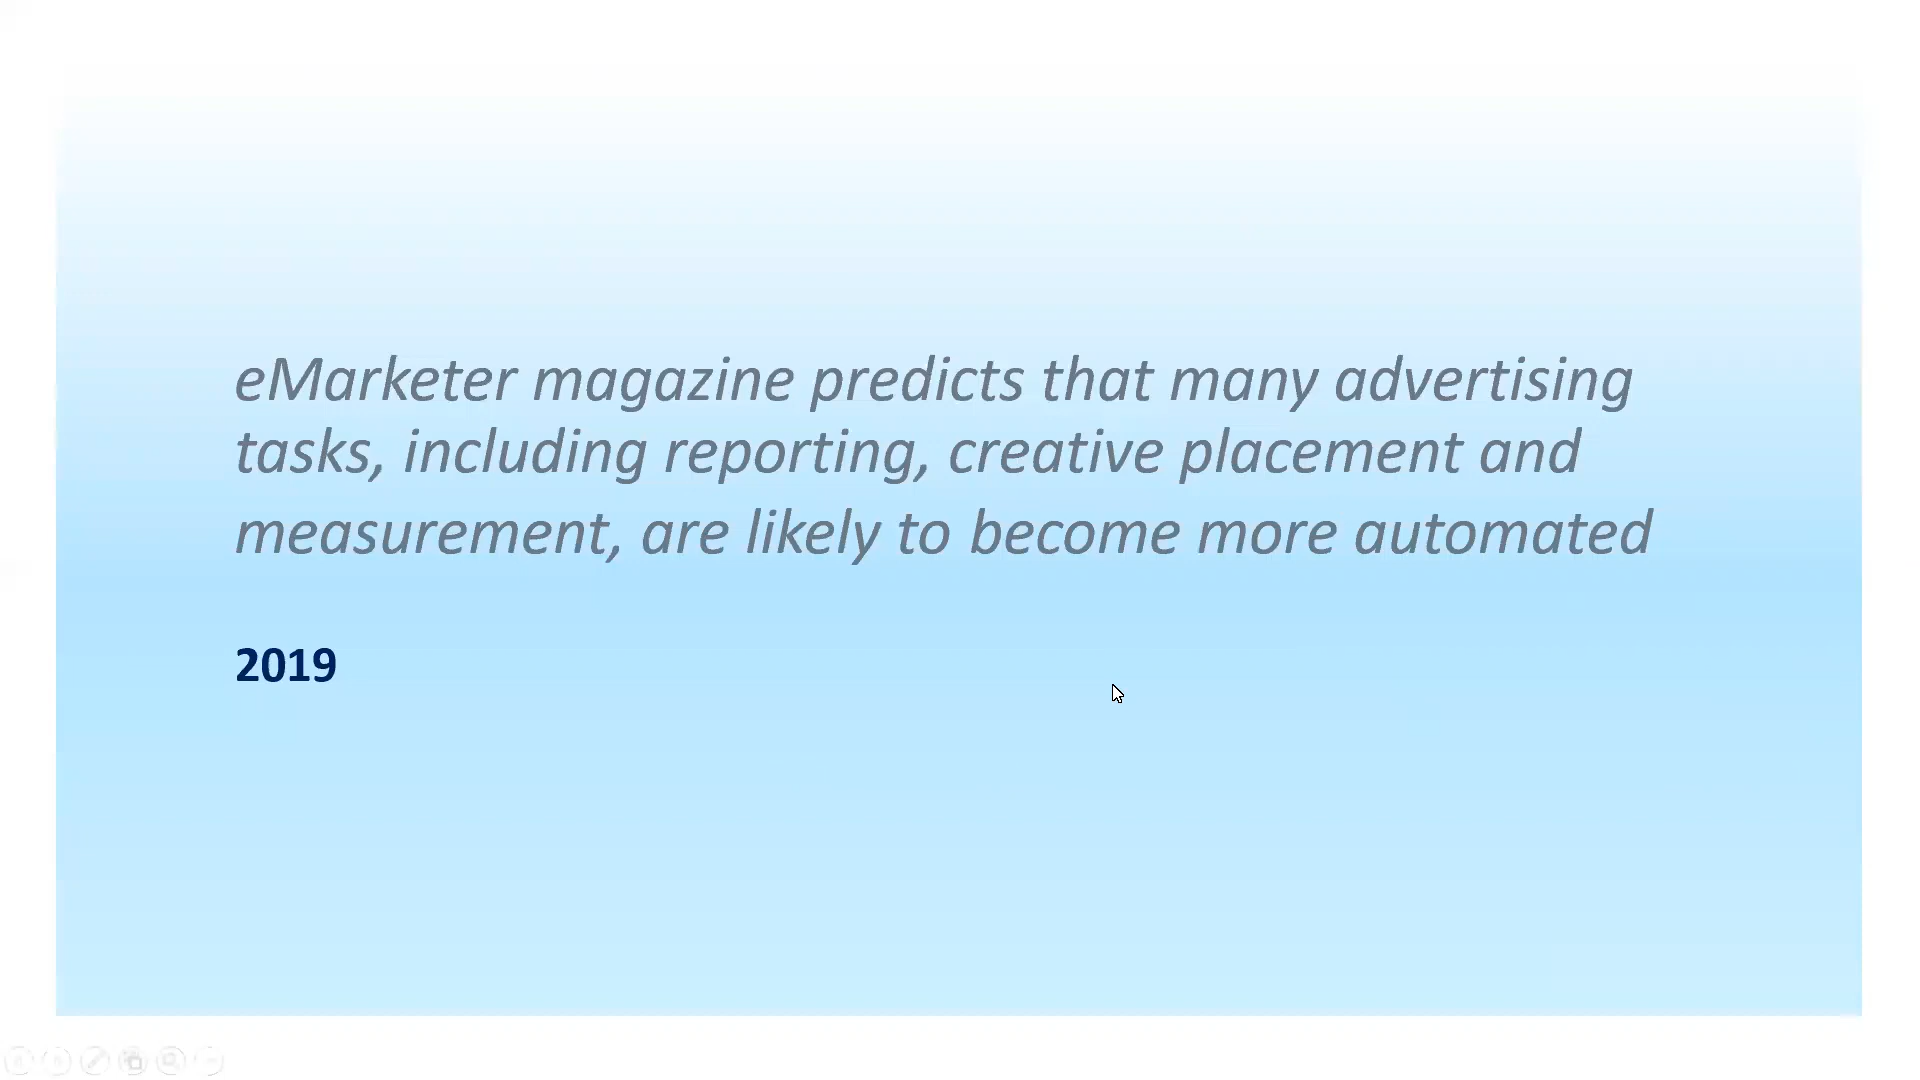 eMarketer magazine predicts that many advertising
tasks, including reporting, creative placement and
measurement, are likely to become more automated
2019